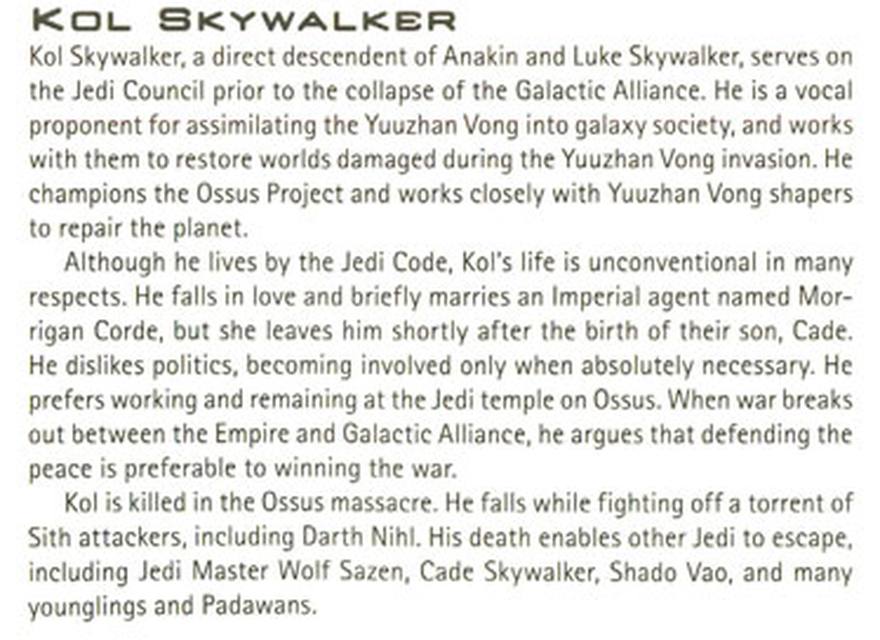 KOL SKYWALKER
Kol Skywalker, a direct descendent of Anakin and Luke Skywalker, serves on
the Jedi Council prior to the collapse of the Galactic Alliance. He is a vocal
proponent for assimilating the Yuuzhan Vong into galaxy society, and works
with them to restore worlds damaged during the Yuuzhan Vong invasion. He
champions the Ossus Project and works closely with Yuuzhan Vong shapers
to repair the planet.
Although he lives by the Jedi Code, Kol's life is unconventional in many
respects. He falls in love and briefly marries an Imperial agent named Mor-
rigan Corde, but she leaves him shortly after the birth of their son, Cade.
He dislikes politics, becoming involved only when absolutely necessary. He
prefers working and remaining at the Jedi temple on Ossus. When war breaks
out between the Empire and Galactic Alliance, he argues that defending the
peace is preferable to winning the war.
Kol is killed in the Ossus massacre. He falls while fighting off a torrent of
Sith attackers, including Darth Nihl. His death enables other Jedi to escape,
including Jedi Master Wolf Sazen, Cade Skywalker, Shado Vao, and many
younglings and Padawans.